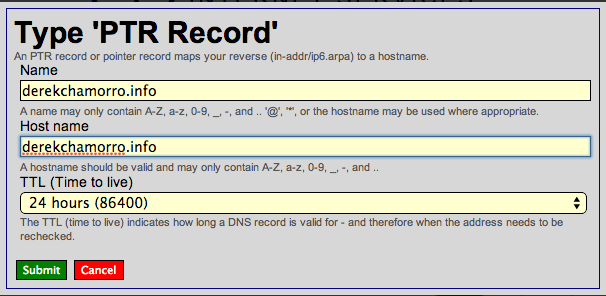 Type 'PTR Record'
An PTR record or pointer record maps your reverse (in-addr/ip6.arpa) to a hostname.
Name
derekchamorro.info
A name may only contain A-Z, a-z, 0-9, _, -, and .. '@', '*', or the hostname may be used where appropriate.
Host name
derekchamorro.info
A hostname should be valid and may only contain A-Z, a-z, 0-9, _, -, and ..
TTL (Time to live)
24 hours (86400)
The TTL (time to live) indicates how long a DNS record is valid for - and therefore when the address needs to be
rechecked.
Submit Cancel